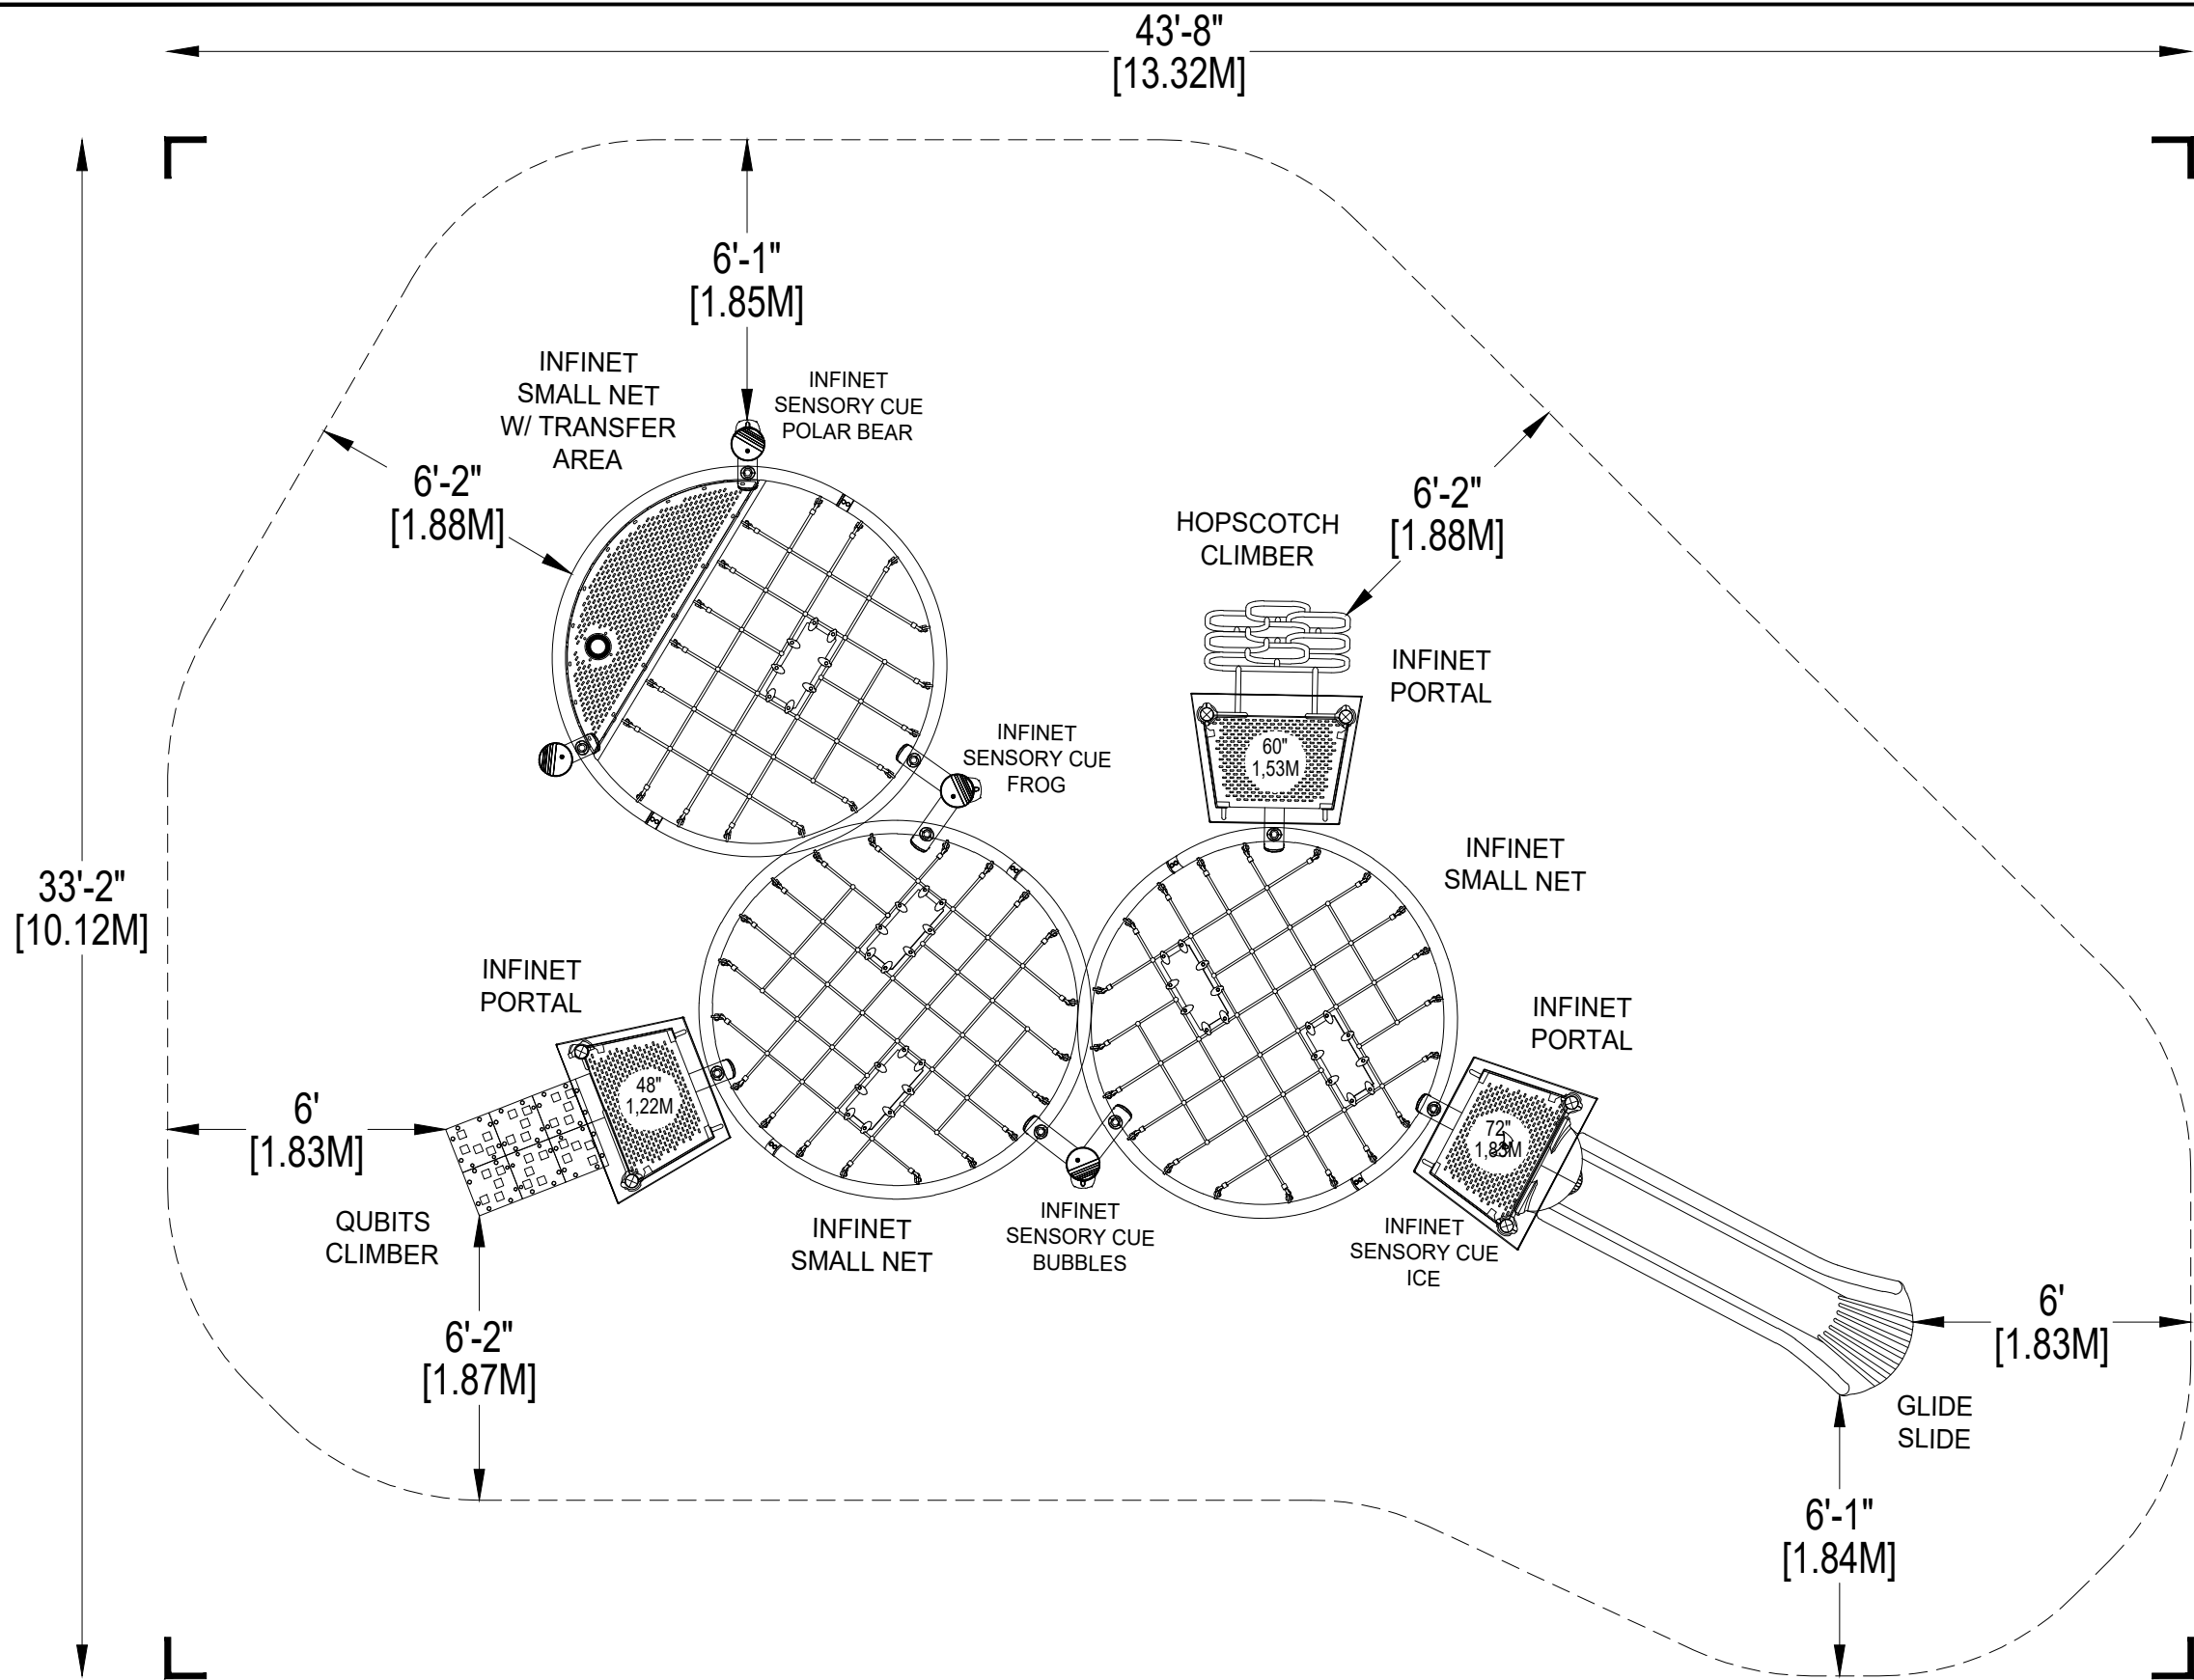 43'-8"
[13.32M]
6'-1"
[1.85M]
INFINET
SMALL NET
W/ TRANSFER
AREA
INFINET
SENSORY CUE
POLAR BEAR
6'-2"
[1.88M]
6'-2"
[1.88M]
HOPSCOTCH
CLIMBER
INFINET
PORTAL
INFINET
SENSORY CUE
FROG
60"
1,53M
INFINET
SMALL NET
33'-2"
[10.12M]
INFINET
PORTAL
INFINET
PORTAL
48"
1,22M
6'
[1.83M]
72"
1,83M
QUBITS
CLIMBER
INFINET
SMALL NET
INFINET
SENSORY CUE
BUBBLES
INFINET
SENSORY CUE
ICE
6'
[1.83M]
6'-2"
[1.87M]
GLIDE
SLIDE
6'-1"
[1.84M]